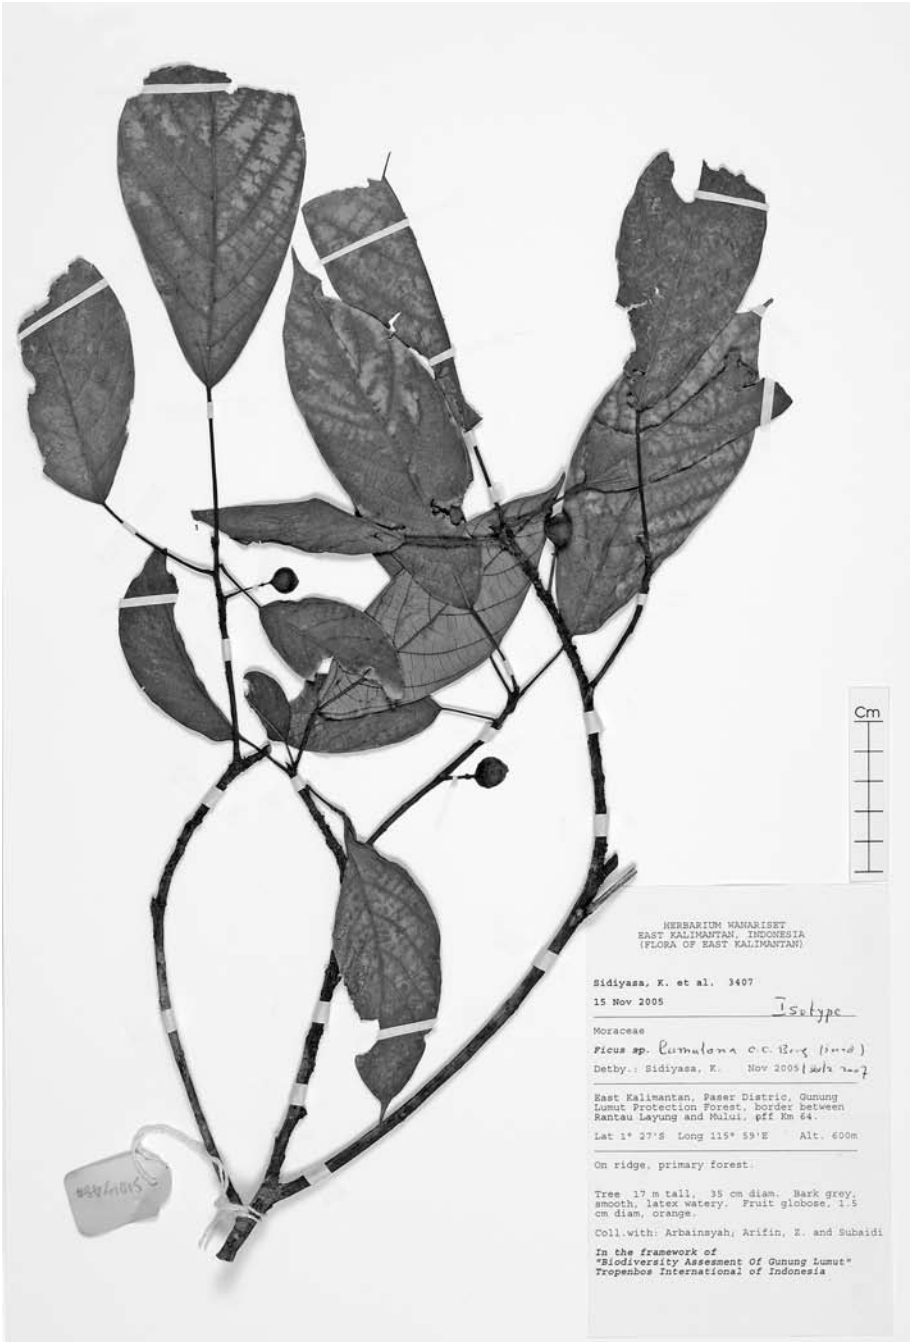 Cm
HERBARIUM WANARISET
EAST KALIMANTAN, INDONESIA
(FLORA OF EAST KALIMANTAN)
Sidiyasa, K. et al. 3407
15 Nov 2005
Isotype
Moraceae
Ficus sp. lumutana C.C. Berg
Detby.: Sidiyasa, K. Nov 2005
East Kalimantan, Paser Distric, Gunung
Lumut Protection Forest, border between
Rantau Layung and Mului, off Km 64.
Lat 1° 27'S Long 115° 59'E Alt. 600m
On ridge, primary forest.
Tree 17 m tall, 35 cm diam. Bark grey,
smooth, latex watery. Fruit globose, 1.5
cm diam, orange.
Coll.with: Arbainsyah; Arifin, Z. and Subaidi
In the framework of
"Biodiversity Assesment Of Gunung Lumut"
Tropenbos International of Indonesia